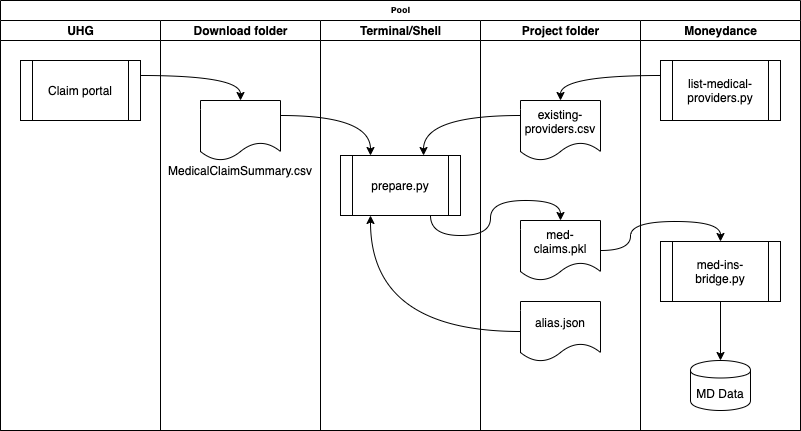 Pool
UHG
Download folder
Terminal/Shell
Project folder
Moneydance
Claim portal
MedicalClaimSummary.csv
prepare.py
existing-
providers.csv
list-medical-
providers.py
med-
claims.pkl
med-ins-
bridge.py
alias.json
MD Data